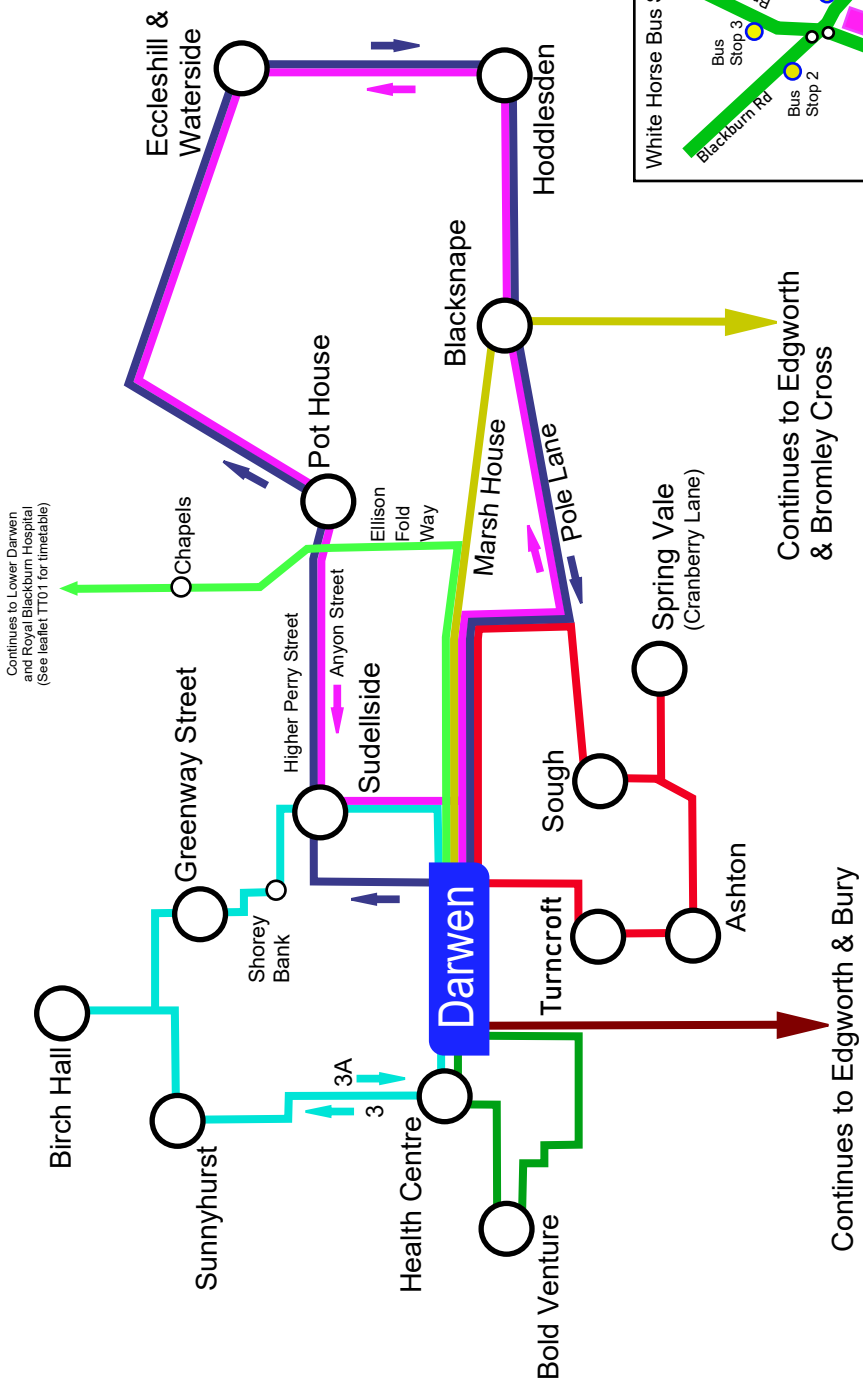 Continues to Lower Darwen
and Royal Blackburn Hospital
(See leaflet TT01 for timetable)
Birch Hall
Greenway Street
Chapels
Eccleshill &
Waterside
Sunnyhurst
Shorey
Bank
Higher Perry Street
Anyon Street
Sudellside
Pot House
Ellison
Fold
Way
3
3A
Health Centre
Darwen
Marsh House
Pole Lane
Blacksnape
Hoddlesden
Bold Venture
Turncroft
Ashton
Sough
Spring Vale
(Cranberry Lane)
Continues to Edgworth & Bury
Continues to Edgworth
& Bromley Cross
White Horse Bus S
Blackburn Rd
Bus
Stop 2
Bus
Stop 3